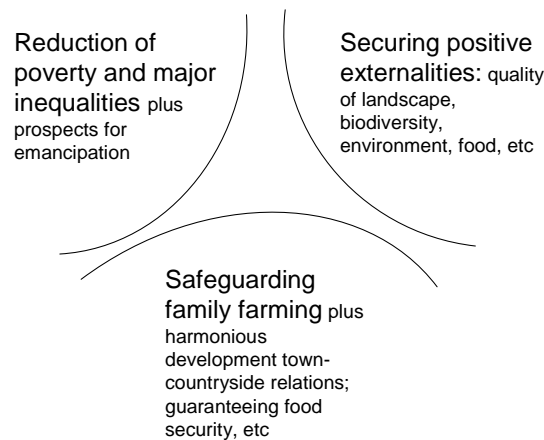 Reduction of
poverty and major
inequalities plus
prospects for
emancipation
Securing positive
externalities: quality
of landscape,
biodiversity,
environment, food, etc
Safeguarding
family farming plus
harmonious
development town-
countryside relations;
guaranteeing food
security, etc